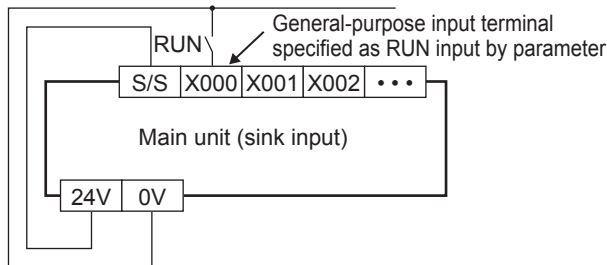 General-purpose input terminal
RUN specified as RUN input by parameter
S/S X000 X001 X002 •••
Main unit (sink input)
24V 0V